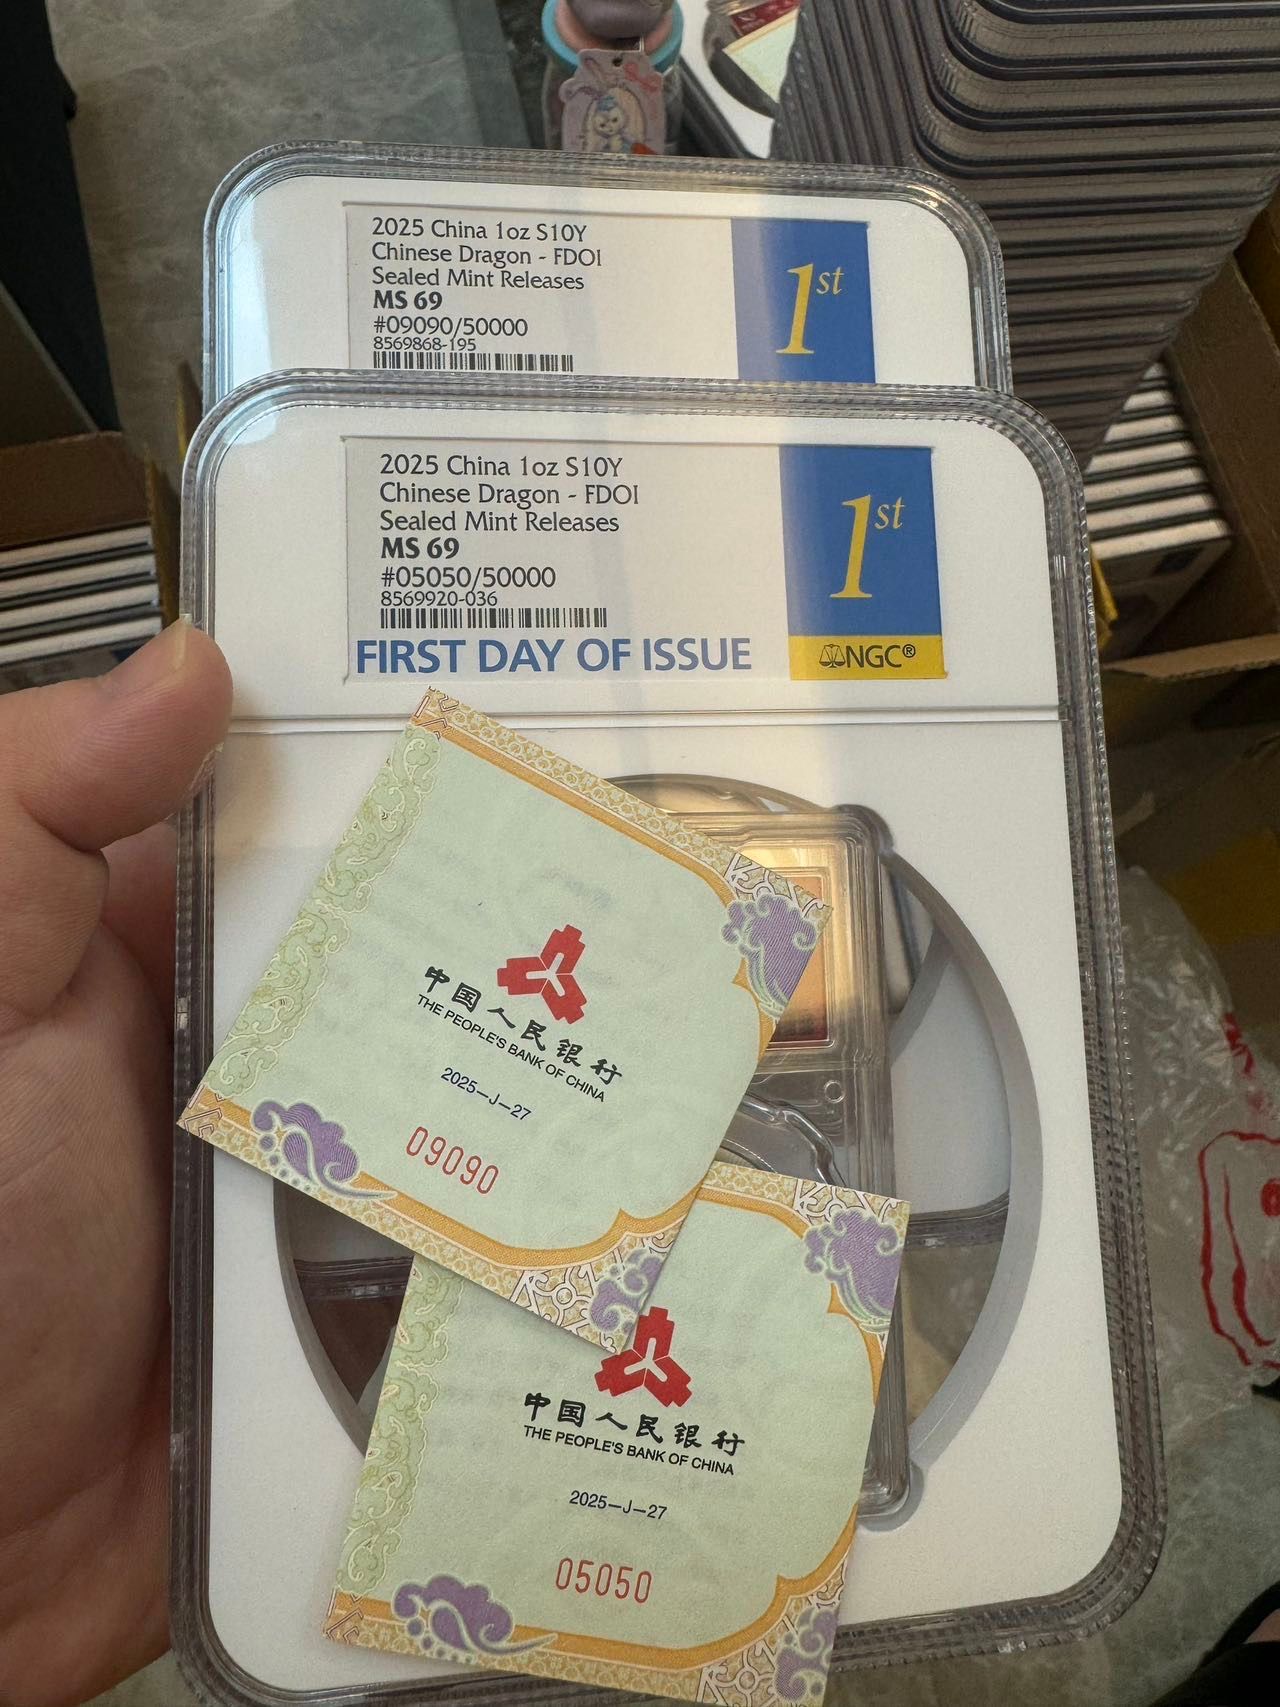 2025 China 1oz S10Y
Chinese Dragon - FDOI
Sealed Mint Releases
MS 69
#09090/50000
8569868-195
1st
2025 China 1oz S10Y
Chinese Dragon - FDOI
Sealed Mint Releases
MS 69
#05050/50000
8569920-036
FIRST DAY OF ISSUE
1st
NGC®
中国人民银行
THE PEOPLE'S BANK OF CHINA
2025-J-27
09090
中国人民银行
THE PEOPLE'S BANK OF CHINA
2025-J-27
05050